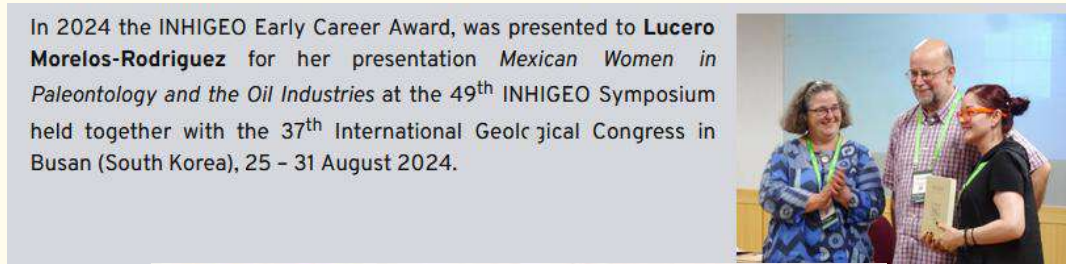 In 2024 the INHIGEO Early Career Award, was presented to Lucero
Morelos-Rodriguez for her presentation Mexican Women in
Paleontology and the Oil Industries at the 49th INHIGEO Symposium
held together with the 37th International Geological Congress in
Busan (South Korea), 25 – 31 August 2024.